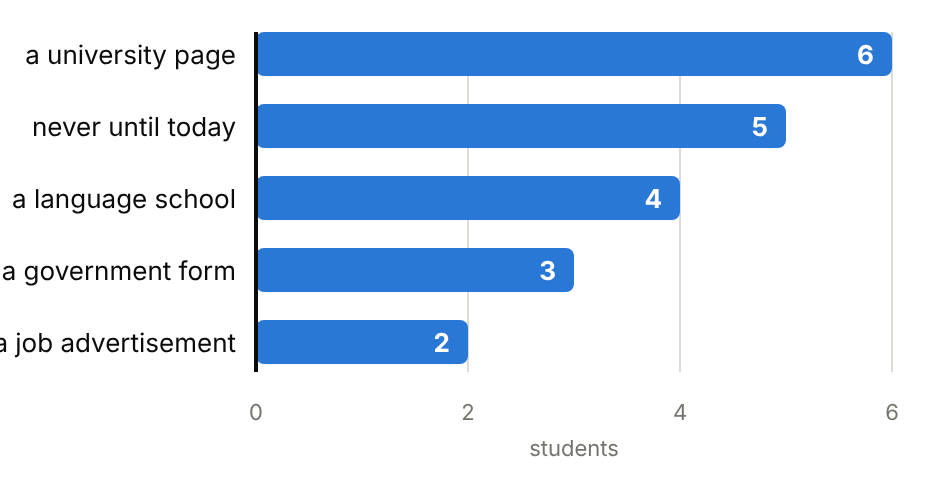 a university page 6
never until today 5
a language school 4
a government form 3
a job advertisement 2
0 2 4 6
students